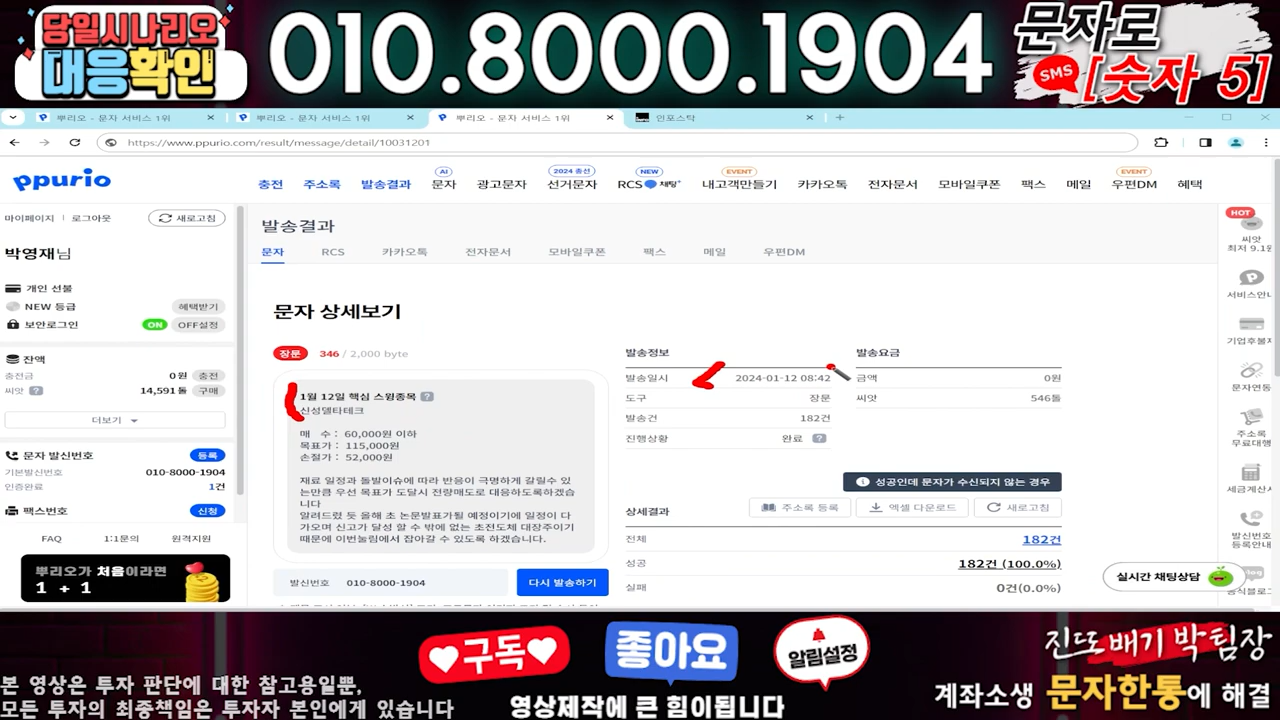 당일시나리오
대응확인
010.8000.1904
문자로
SMS
[숫자 5]
뿌리오 - 문자 서비스 1위
뿌리오 - 문자 서비스 1위
뿌리오 - 문자 서비스 1위
인포스탁
https://www.ppurio.com/result/message/detail/10031201
ppurio
충전
주소록
발송결과
AI
문자
광고문자
2024 총선
선거문자
NEW
RCS 채팅+
EVENT
내고객만들기
카카오톡
전자문서
모바일쿠폰
팩스
메일
EVENT
우편DM
혜택
마이페이지 | 로그아웃
새로고침
박영재님
개인 선불
NEW 등급
혜택받기
보안로그인
ON
OFF설정
잔액
충전금
0원
충전
씨앗 ?
14,591톨
구매
더보기
문자 발신번호
등록
기본발신번호
010-8000-1904
인증완료
1건
팩스번호
신청
FAQ
1:1문의
원격지원
뿌리오가 처음이라면
1 + 1
발송결과
문자
RCS
카카오톡
전자문서
모바일쿠폰
팩스
메일
우편DM
문자 상세보기
장문
346 / 2,000 byte
1월 12일 핵심 스윙종목 ?
신성델타테크
매 수 : 60,000원 이하
목표가 : 115,000원
손절가 : 52,000원
재료 일정과 돌발이슈에 따라 반응이 극명하게 갈릴수 있
는만큼 우선 목표가 도달시 전량매도로 대응하도록하겠습
니다
알려드렸 듯 올해 초 논문발표가될 예정이기에 일정이 다
가오며 신고가 달성 할 수 밖에 없는 초전도체 대장주이기
때문에 이번눌림에서 잡아갈 수 있도록 하겠습니다.
발신번호
010-8000-1904
다시 발송하기
발송정보
발송일시
2024-01-12 08:42
도구
장문
발송건
182건
진행상황
완료 ?
발송요금
금액
0원
씨앗
546톨
성공인데 문자가 수신되지 않는 경우
상세결과
주소록 등록
엑셀 다운로드
새로고침
전체
182건
성공
182건 (100.0%)
실패
0건(0.0%)
HOT
씨앗
최저 9.1원
서비스안내
기업후불제
문자연동
주소록
무료대행
세금계산서
발신번호
등록안내
실시간 채팅상담
공식블로그
구독
좋아요
알림설정
진또배기 박팀장
본 영상은 투자 판단에 대한 참고용일뿐,
모든 투자의 최종책임은 투자자 본인에게 있습니다
영상제작에 큰 힘이됩니다
계좌소생 문자한통에 해결